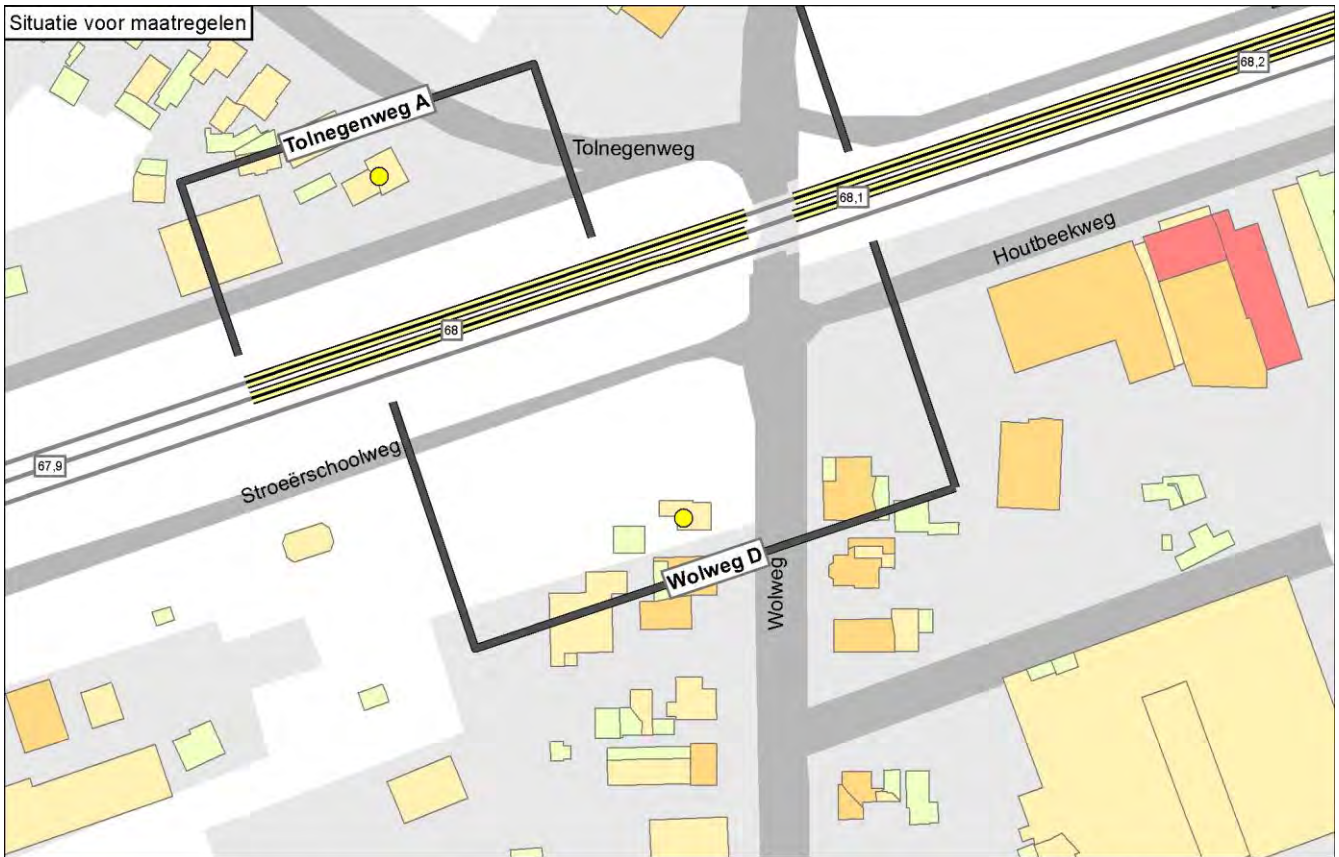 Situatie voor maatregelen
68,2
Tolnegenweg A
Tolnegenweg
68,1
Houtbeekweg
68
Stroeërschoolweg
67,9
Wolweg D
Wolweg